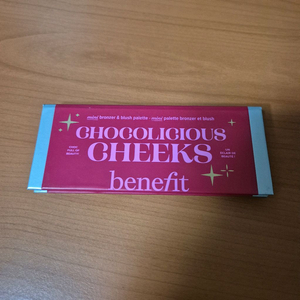 mini bronzer & blush palette • mini palette bronzer et blush
CHOCOLICIOUS
CHEEKS
benefit